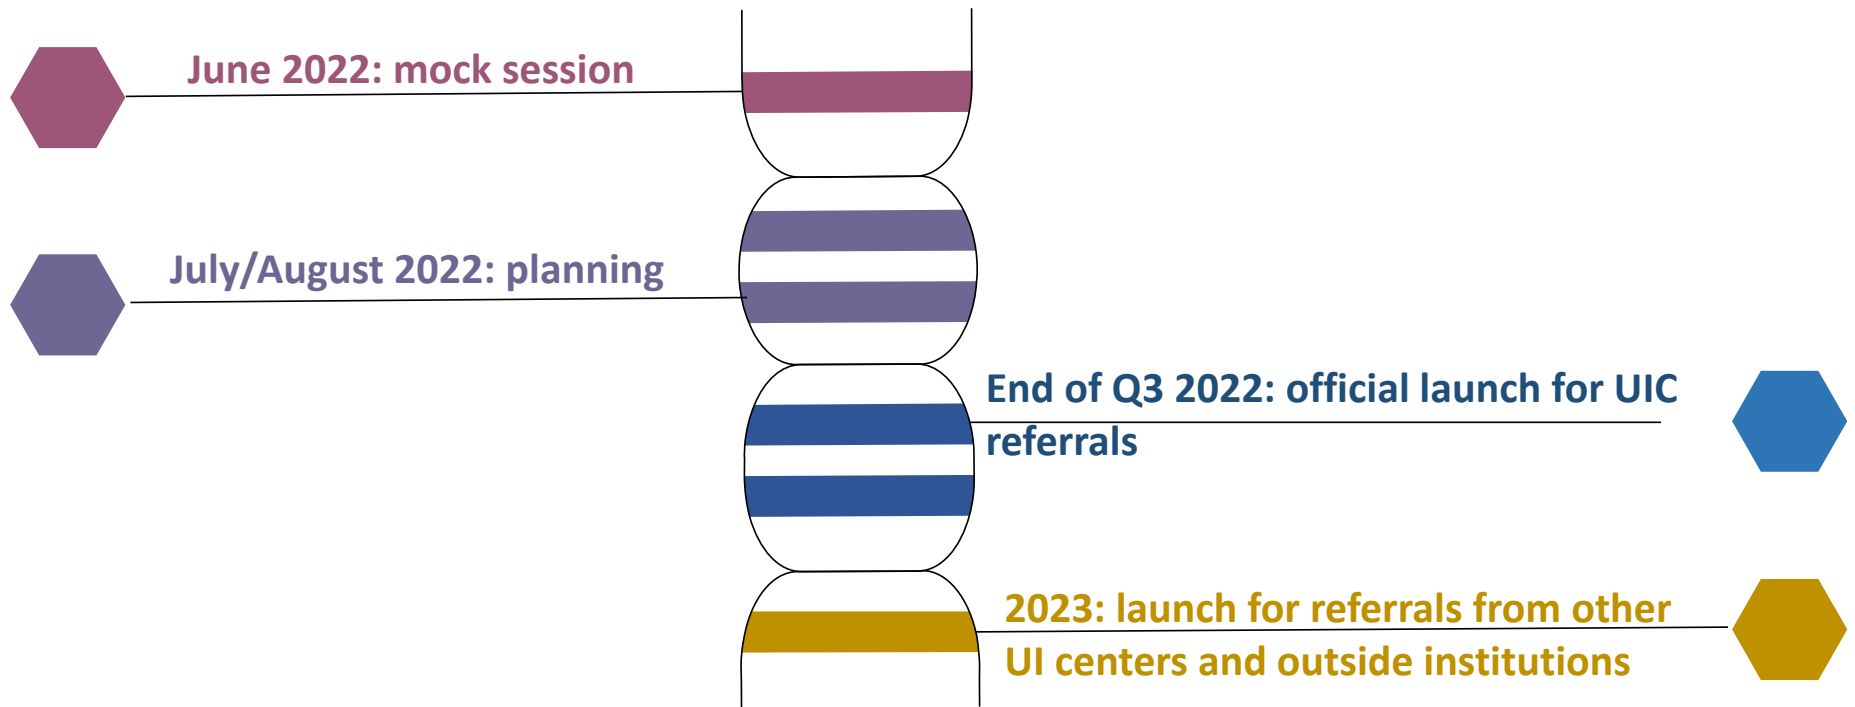 June 2022: mock session
July/August 2022: planning
End of Q3 2022: official launch for UIC
referrals
2023: launch for referrals from other
UI centers and outside institutions